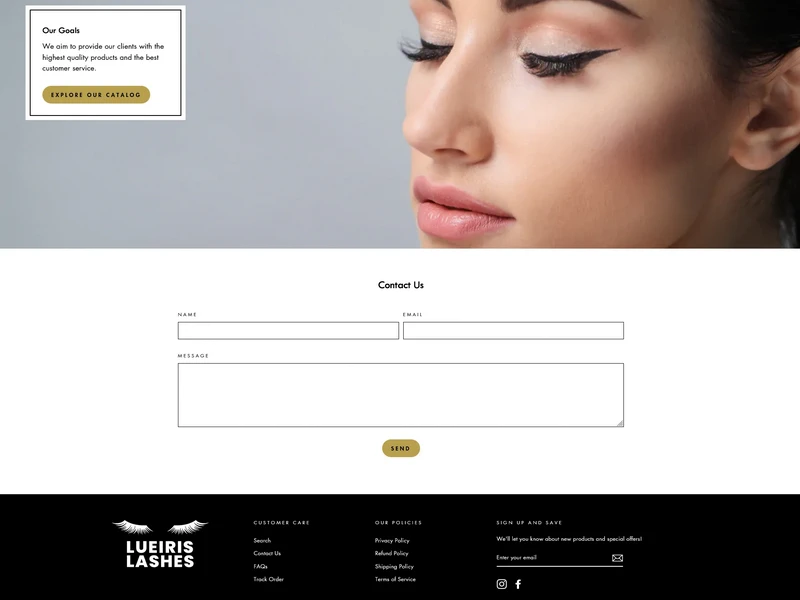 Our Goals
We aim to provide our clients with the
highest quality products and the best
customer service.
EXPLORE OUR CATALOG
Contact Us
NAME
EMAIL
MESSAGE
SEND
LUEIRIS
LASHES
CUSTOMER CARE
Search
Contact Us
FAQs
Track Order
OUR POLICIES
Privacy Policy
Refund Policy
Shipping Policy
Terms of Service
SIGN UP AND SAVE
We'll let you know about new products and special offers!
Enter your email